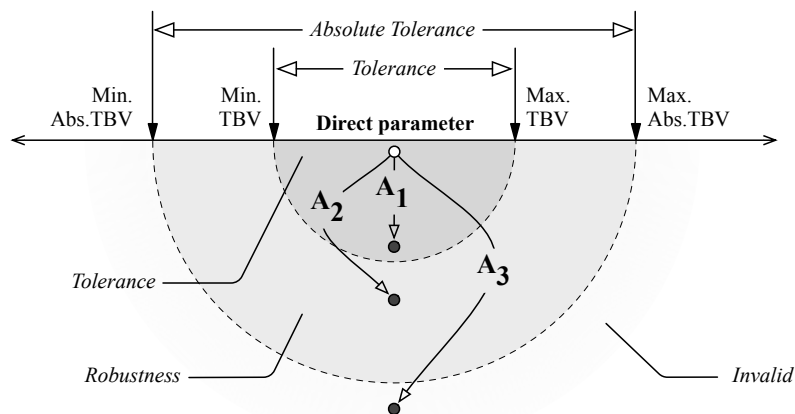 Absolute Tolerance
Tolerance
Min.
Abs.TBV
Min.
TBV
Direct parameter
Max.
TBV
Max.
Abs.TBV
A1
A2
A3
Tolerance
Robustness
Invalid